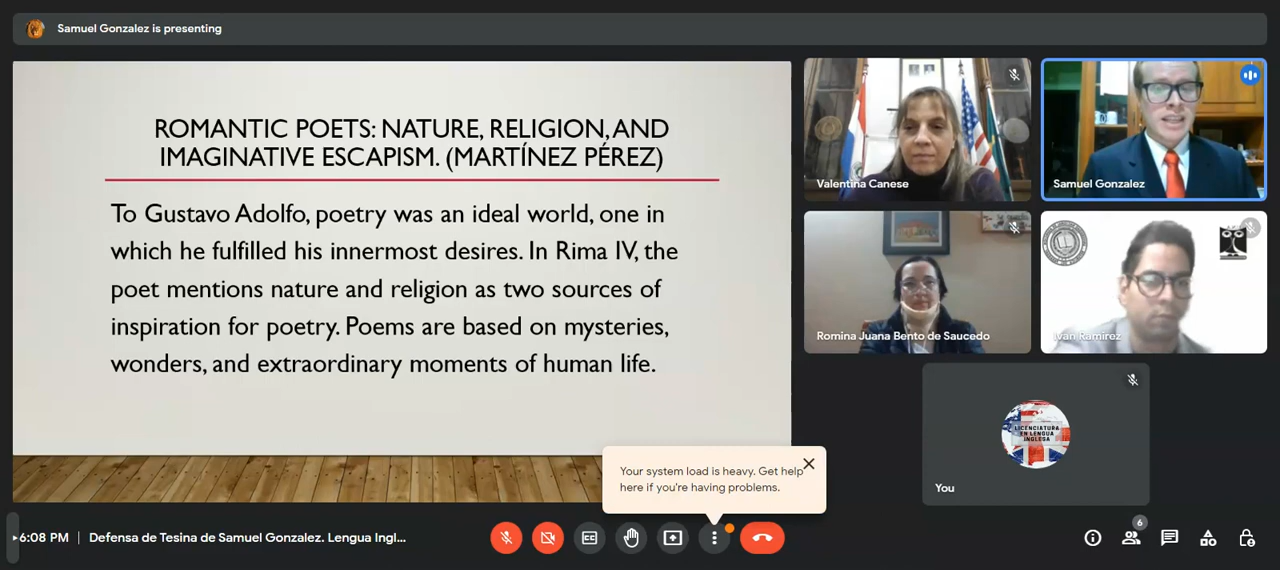 Samuel Gonzalez is presenting
ROMANTIC POETS: NATURE, RELIGION, AND
IMAGINATIVE ESCAPISM. (MARTÍNEZ PÉREZ)
To Gustavo Adolfo, poetry was an ideal world, one in
which he fulfilled his innermost desires. In Rima IV, the
poet mentions nature and religion as two sources of
inspiration for poetry. Poems are based on mysteries,
wonders, and extraordinary moments of human life.
Valentina Canese
Samuel Gonzalez
Romina Juana Bento de Saucedo
Iván Ramírez
LICENCIATURA
EN LENGUA
INGLESA
You
Your system load is heavy. Get help
here if you're having problems.
6:08 PM
Defensa de Tesina de Samuel Gonzalez. Lengua Ingl...
CC
6